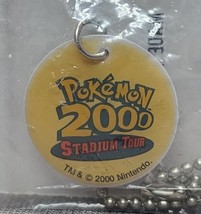 POKéMON
2000
STADIUM TOUR
TM & © 2000 Nintendo.